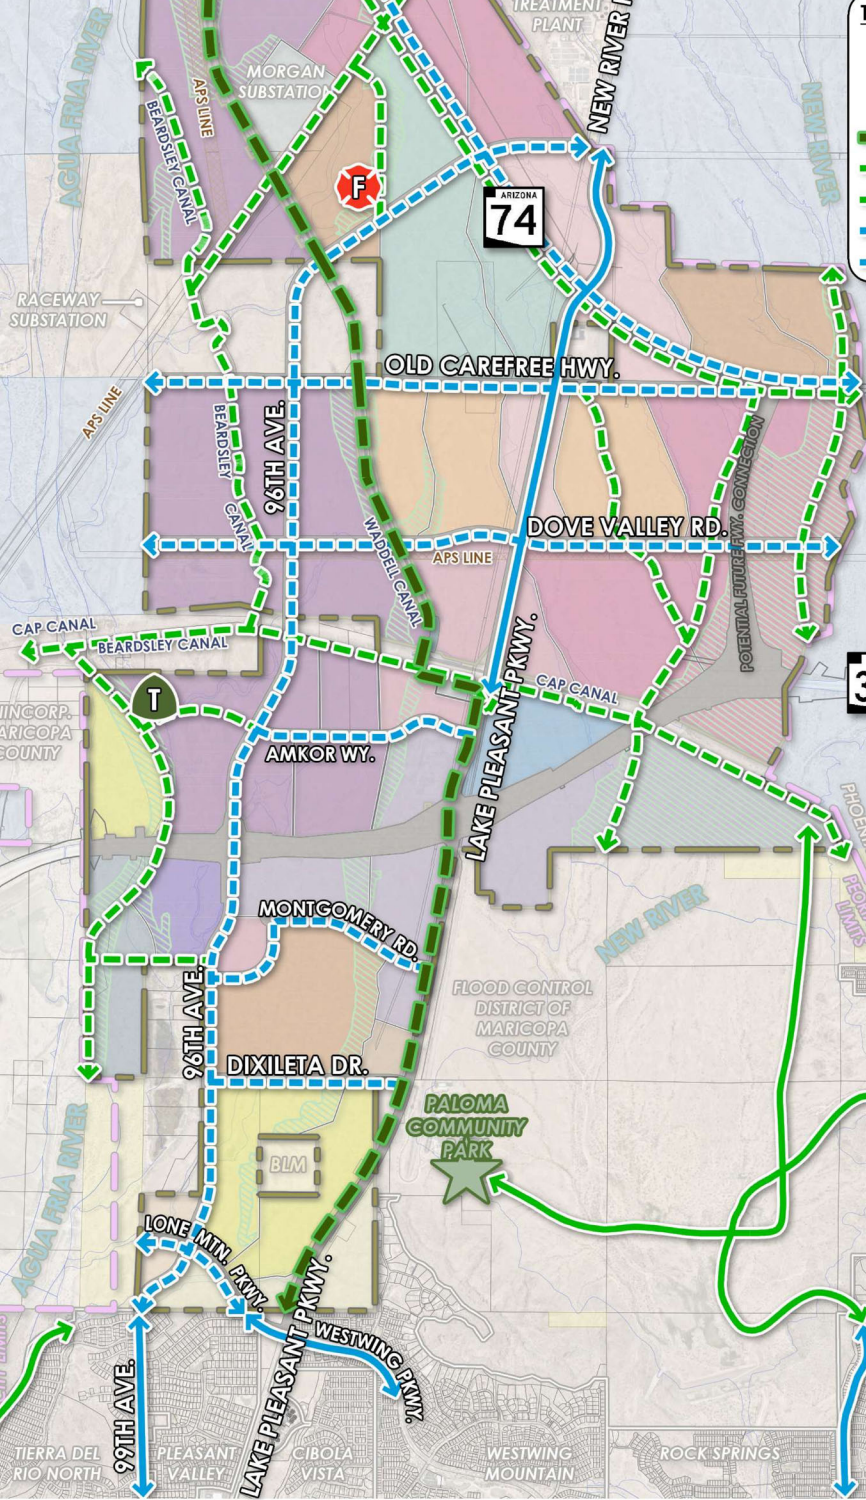 TREATMENT
PLANT
NEW RIVER
AGUA FRIA RIVER
MORGAN
SUBSTATION
APS LINE
BEARDSLEY CANAL
NEW RIVER
F
ARIZONA
74
RACEWAY
SUBSTATION
OLD CAREFREE HWY.
APS LINE
96TH AVE.
BEARDSLEY
CANAL
POTENTIAL FUTURE FWY. CONNECTION
DOVE VALLEY RD.
WADDELL CANAL
APS LINE
CAP CANAL
BEARDSLEY CANAL
LAKE PLEASANT PKWY.
CAP CANAL
T
COUNTY
AMKOR WY.
MONTGOMERY RD.
NEW RIVER
LIMITS
96TH AVE.
FLOOD CONTROL
DISTRICT OF
MARICOPA
COUNTY
DIXILETA DR.
PALOMA
COMMUNITY
PARK
AGUA FRIA RIVER
BLM
LONE MTN. PKWY.
LAKE PLEASANT PKWY.
WESTWING PKWY.
99TH AVE.
TIERRA DEL
RIO NORTH
PLEASANT
VALLEY
CIBOLA
VISTA
WESTWING
MOUNTAIN
ROCK SPRINGS